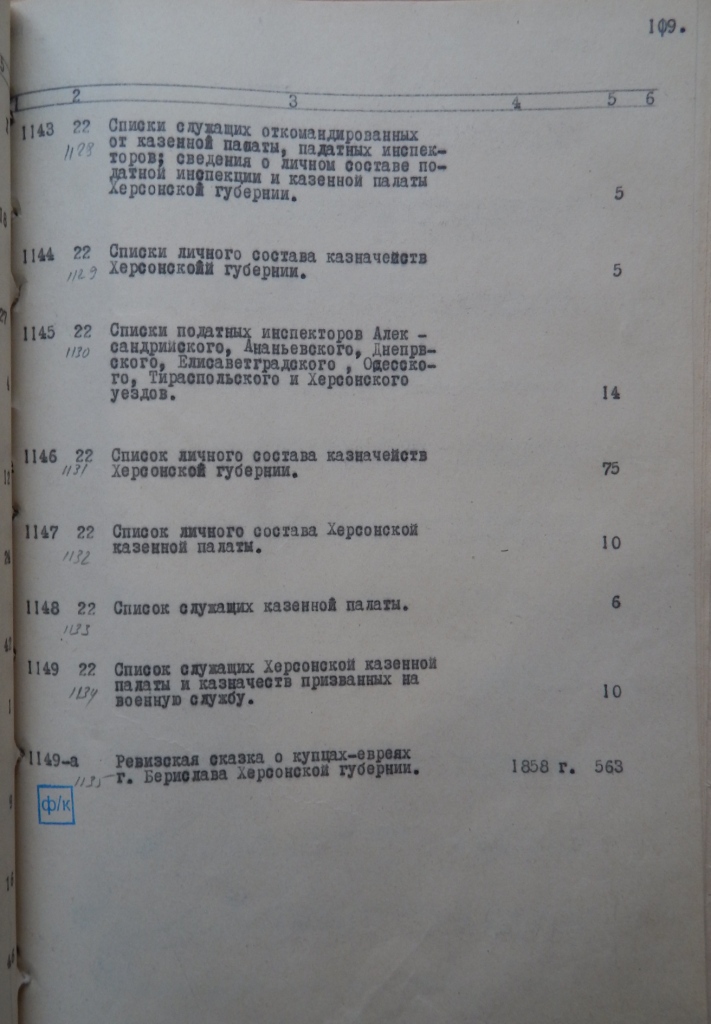 109.
2 3 4 5 6
1143 22 Списки служащих откомандированных
1128 от казенной палаты, падатных инспек-
торов; сведения о личном составе по-
датной инспекции и казенной палаты
Херсонской губернии. 5
1144 22 Списки личного состава казначейств
1129 Херсонскойй губернии. 5
1145 22 Списки податных инспекторов Алек -
1130 сандрийского, Ананьевского, Днепрв-
ского, Елисаветградского , Одесско-
го, Тираспольского и Херсонского
уездов. 14
1146 22 Список личного состава казначейств
1131 Херсонской губернии. 75
1147 22 Список личного состава Херсонской
1132 казенной палаты. 10
1148 22 Список служащих казенной палаты. 6
1133
1149 22 Список служащих Херсонской казенной
1134 палаты и казначеств призванных на
военную службу. 10
1149-а Ревизская сказка о купцах-евреях
1135 г. Берислава Херсонской губернии. 1858 г. 563
ф/к